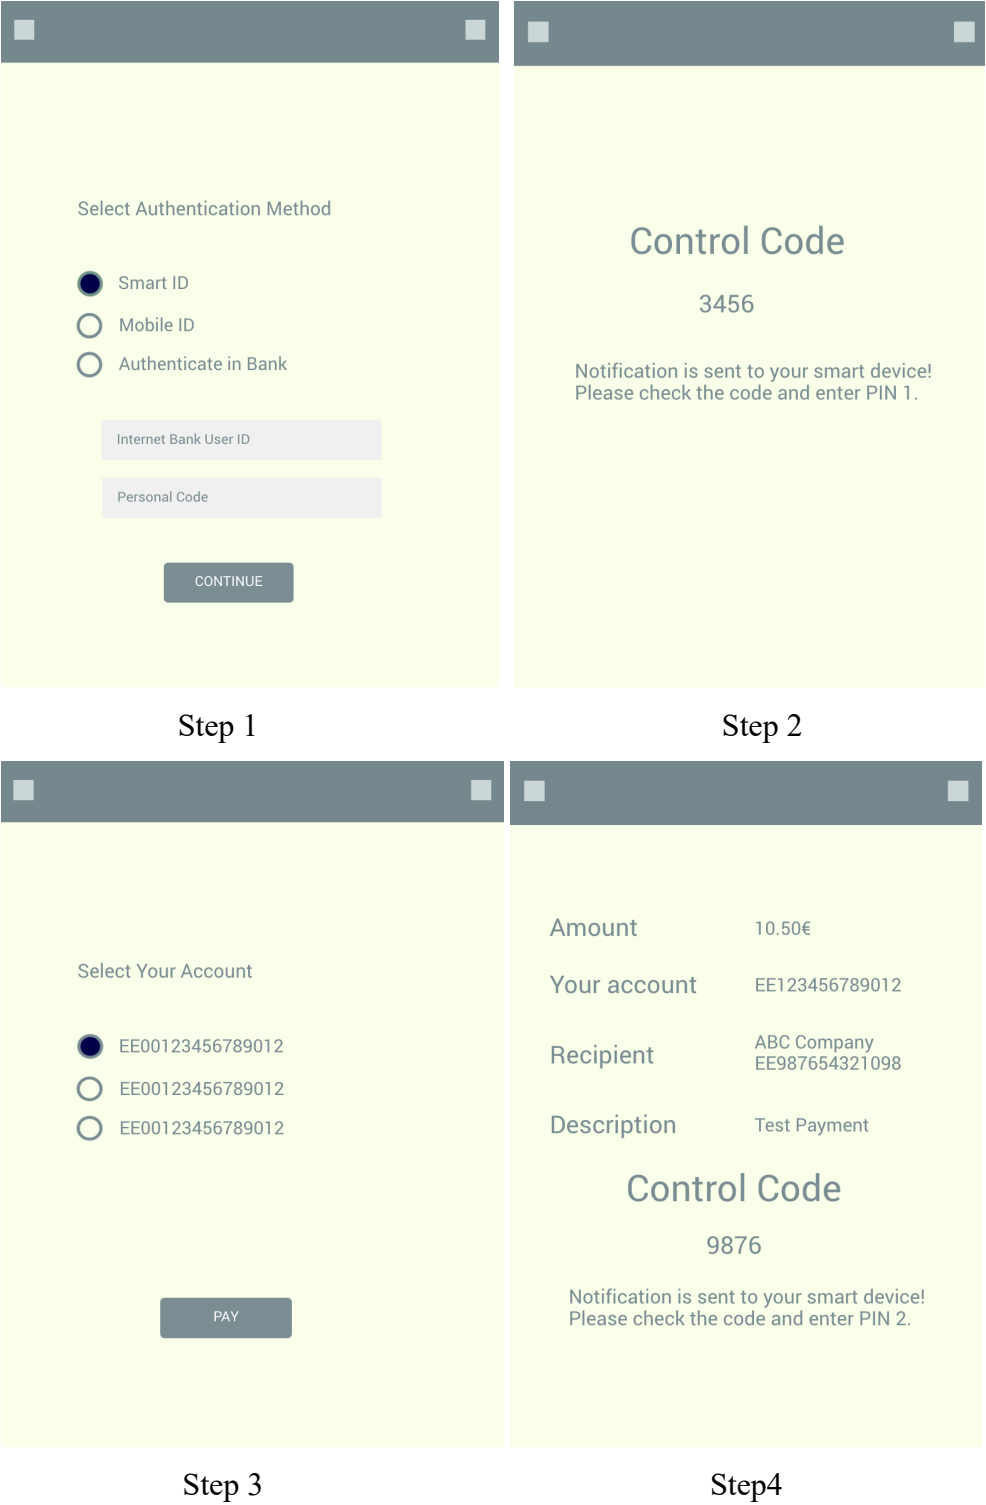 Select Authentication Method
Smart ID
Mobile ID
Authenticate in Bank
Internet Bank User ID
Personal Code
CONTINUE
Step 1
Control Code
3456
Notification is sent to your smart device!
Please check the code and enter PIN 1.
Step 2
Select Your Account
EE00123456789012
EE00123456789012
EE00123456789012
PAY
Step 3
Amount 10.50€
Your account EE123456789012
Recipient ABC Company
EE987654321098
Description Test Payment
Control Code
9876
Notification is sent to your smart device!
Please check the code and enter PIN 2.
Step4